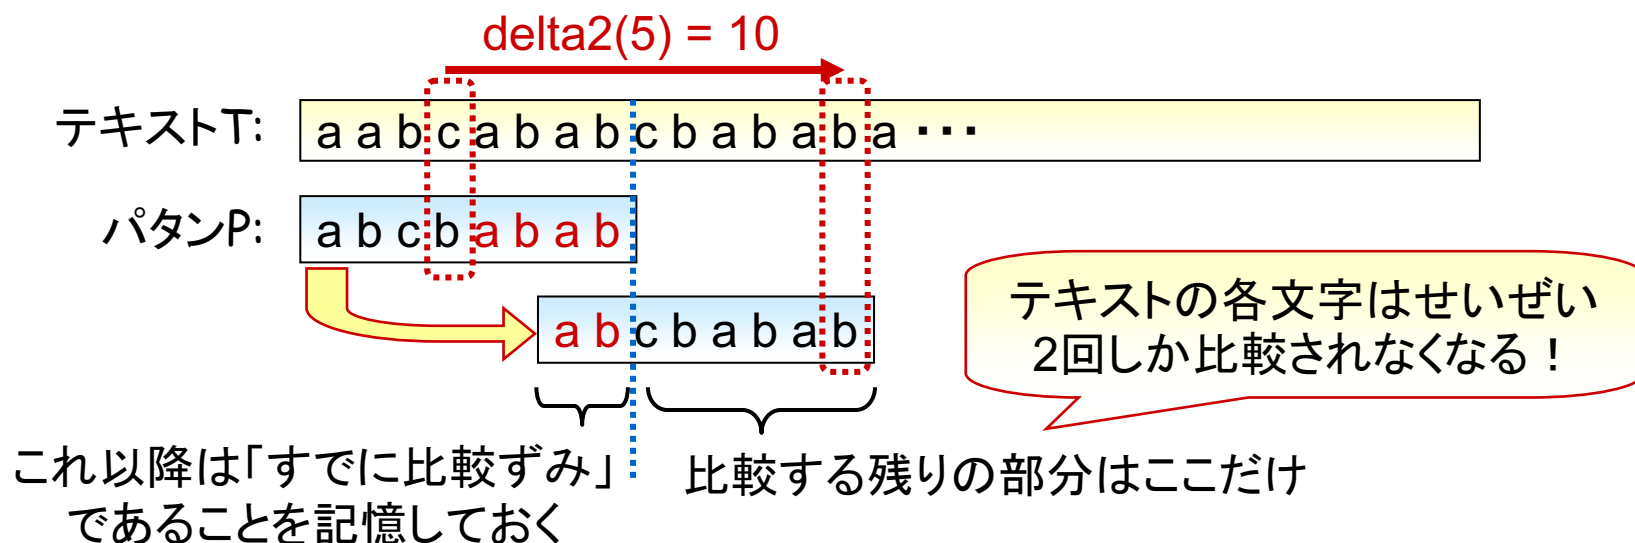 delta2(5) = 10
テキストT: a a b c a b a b c b a b a b a ・・・
パタンP: a b c b a b a b
a b c b a b a b
テキストの各文字はせいぜい
2回しか比較されなくなる！
これ以降は「すでに比較ずみ」
であることを記憶しておく
比較する残りの部分はここだけ